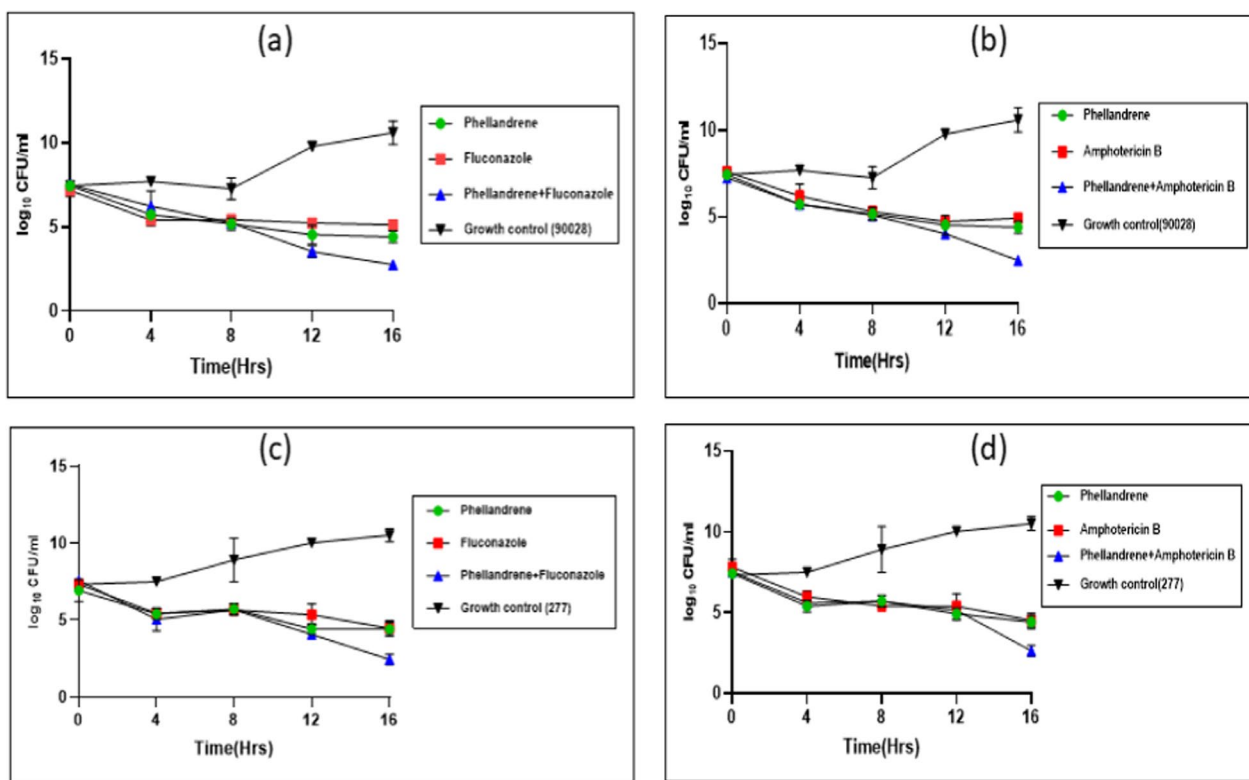 (a)
15
10
5
0
log10 CFU/ml
0 4 8 12 16
Time(Hrs)
Phellandrene
Fluconazole
Phellandrene+Fluconazole
Growth control (90028)
(b)
15
10
5
0
log10 CFU/ml
0 4 8 12 16
Time(Hrs)
Phellandrene
Amphotericin B
Phellandrene+Amphotericin B
Growth control(90028)
(c)
15
10
5
0
log10 CFU/ml
0 4 8 12 16
Time(Hrs)
Phellandrene
Fluconazole
Phellandrene+Fluconazole
Growth control (277)
(d)
15
10
5
0
log10 CFU/ml
0 4 8 12 16
Time(Hrs)
Phellandrene
Amphotericin B
Phellandrene+Amphotericin B
Growth control(277)